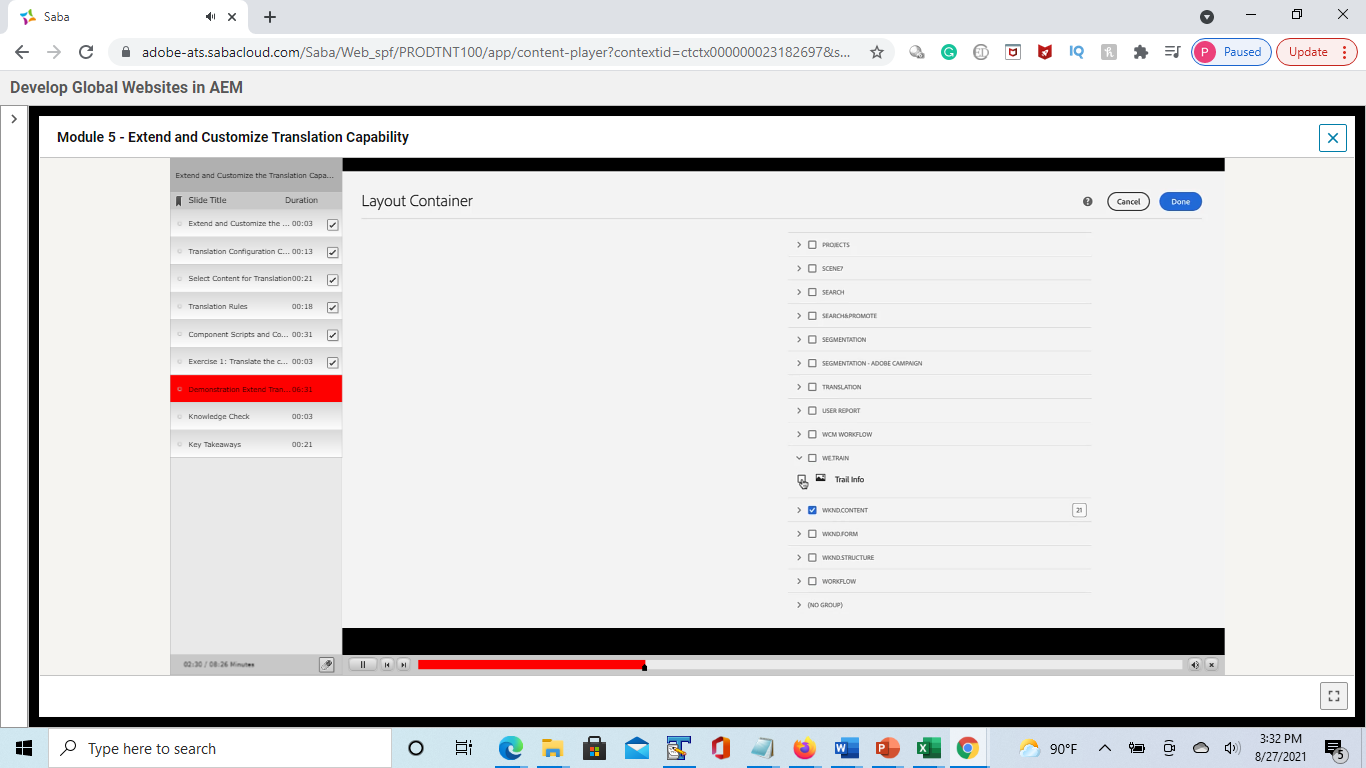 Saba
adobe-ats.sabacloud.com/Saba/Web_spf/PRODTNT100/app/content-player?contextid=ctctx000000023182697&s...
P Paused
Update
Develop Global Websites in AEM
Module 5 - Extend and Customize Translation Capability
Extend and Customize the Translation Capa...
Slide Title Duration
Extend and Customize the ... 00:03
Translation Configuration C... 00:13
Select Content for Translation 00:21
Translation Rules 00:18
Component Scripts and Co... 00:31
Exercise 1: Translate the c... 00:03
Demonstration Extend Tran... 06:31
Knowledge Check 00:03
Key Takeaways 00:21
02:30 / 08:26 Minutes
Layout Container
Cancel
Done
PROJECTS
SCENE7
SEARCH
SEARCH&PROMOTE
SEGMENTATION
SEGMENTATION - ADOBE CAMPAIGN
TRANSLATION
USER REPORT
WCM WORKFLOW
WE.TRAIN
Trail Info
WKND.CONTENT 21
WKND.FORM
WKND.STRUCTURE
WORKFLOW
(NO GROUP)
Type here to search
90°F
3:32 PM
8/27/2021
5